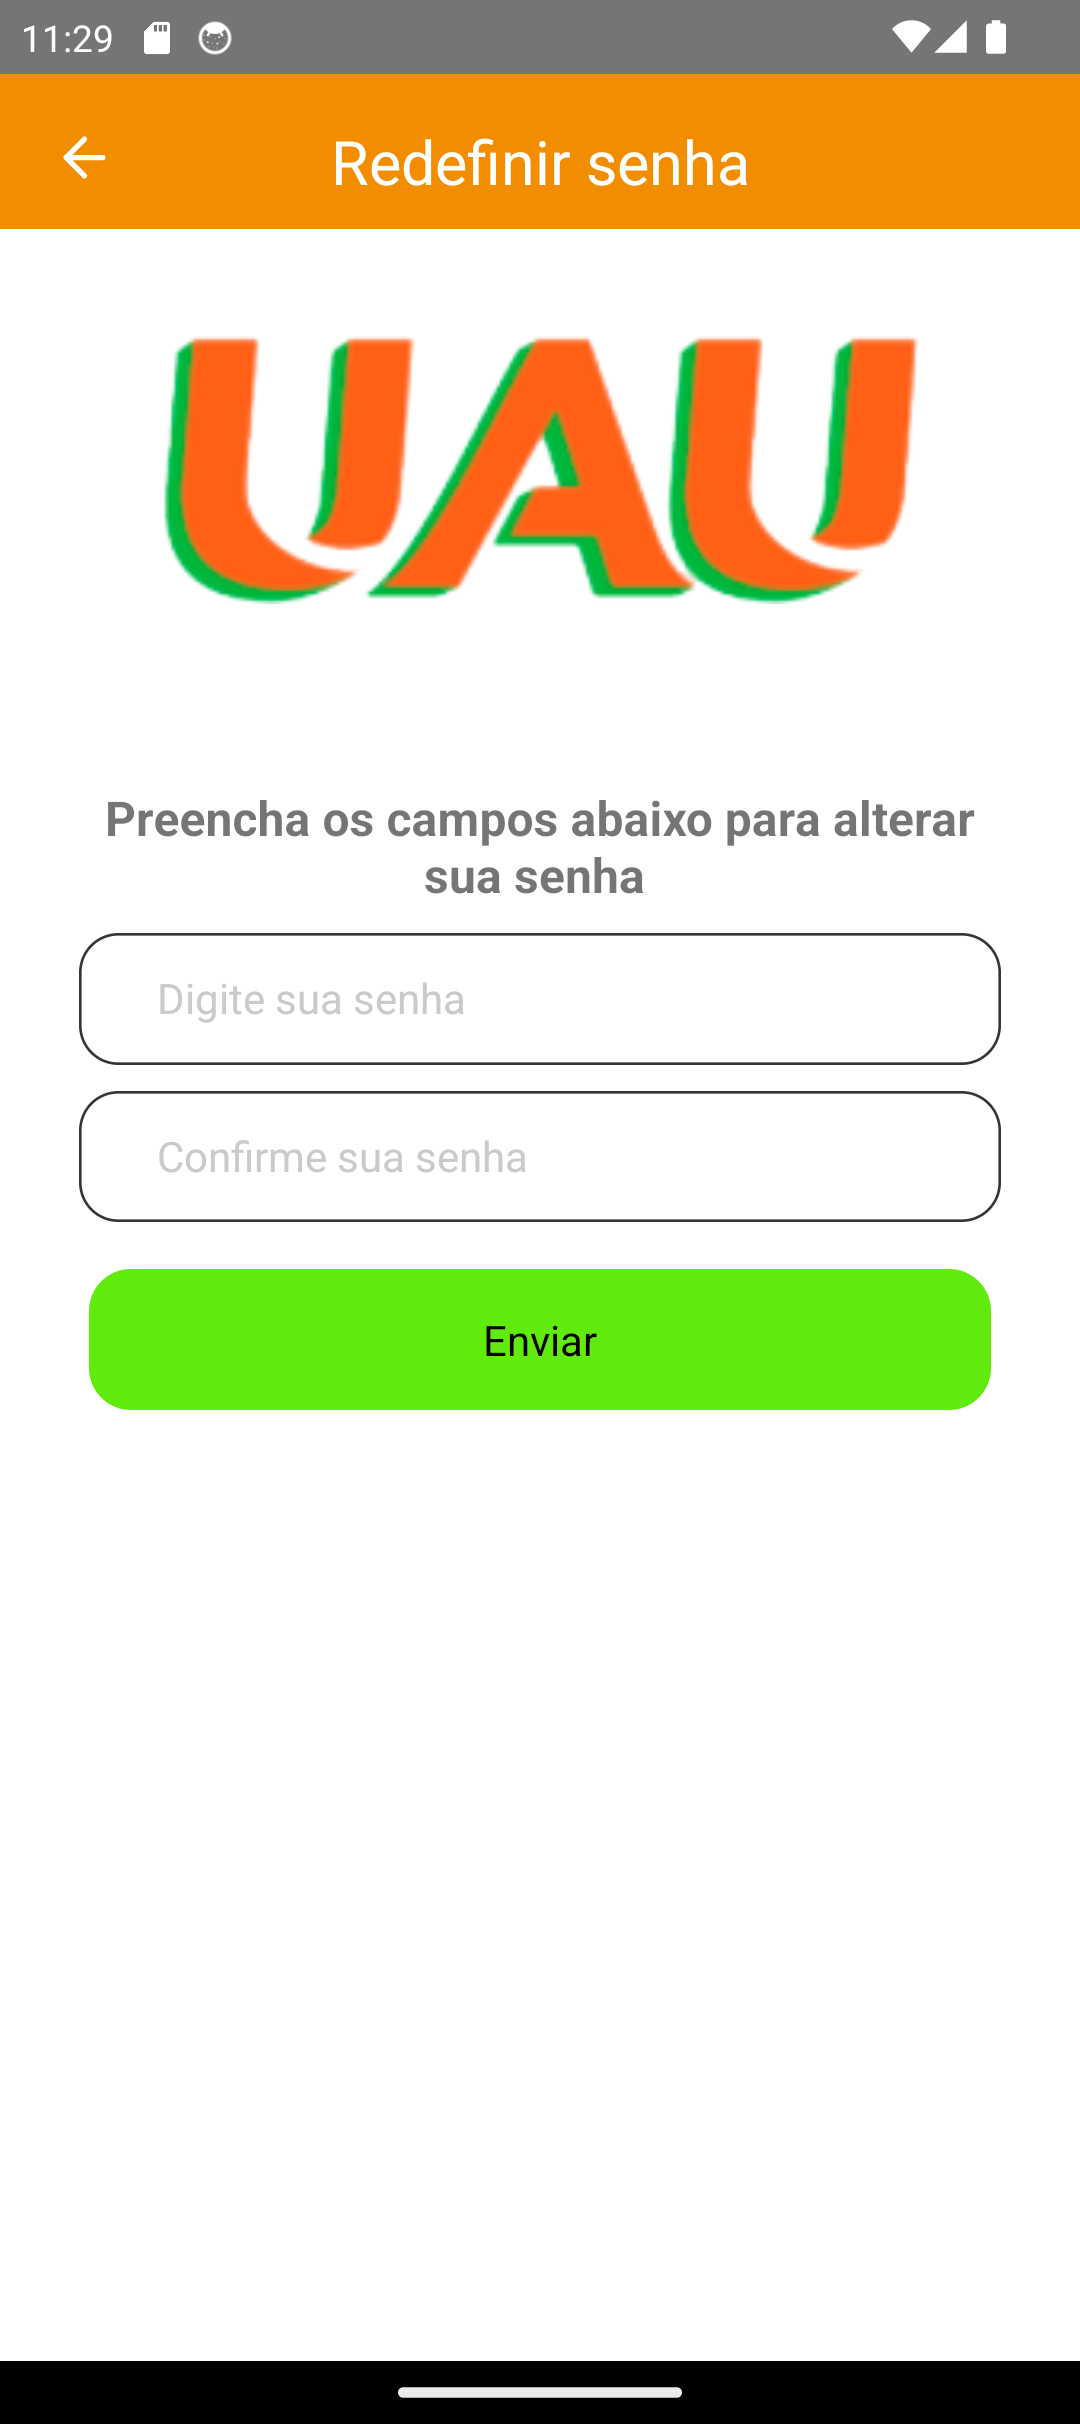 11:29
Redefinir senha
UAU
Preencha os campos abaixo para alterar
sua senha
Digite sua senha
Confirme sua senha
Enviar